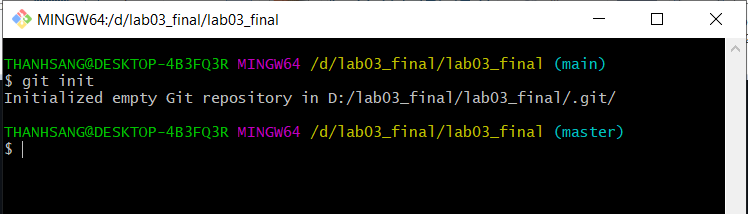 MINGW64:/d/lab03_final/lab03_final
THANHSANG@DESKTOP-4B3FQ3R MINGW64 /d/lab03_final/lab03_final (main)
$ git init
Initialized empty Git repository in D:/lab03_final/lab03_final/.git/
THANHSANG@DESKTOP-4B3FQ3R MINGW64 /d/lab03_final/lab03_final (master)
$